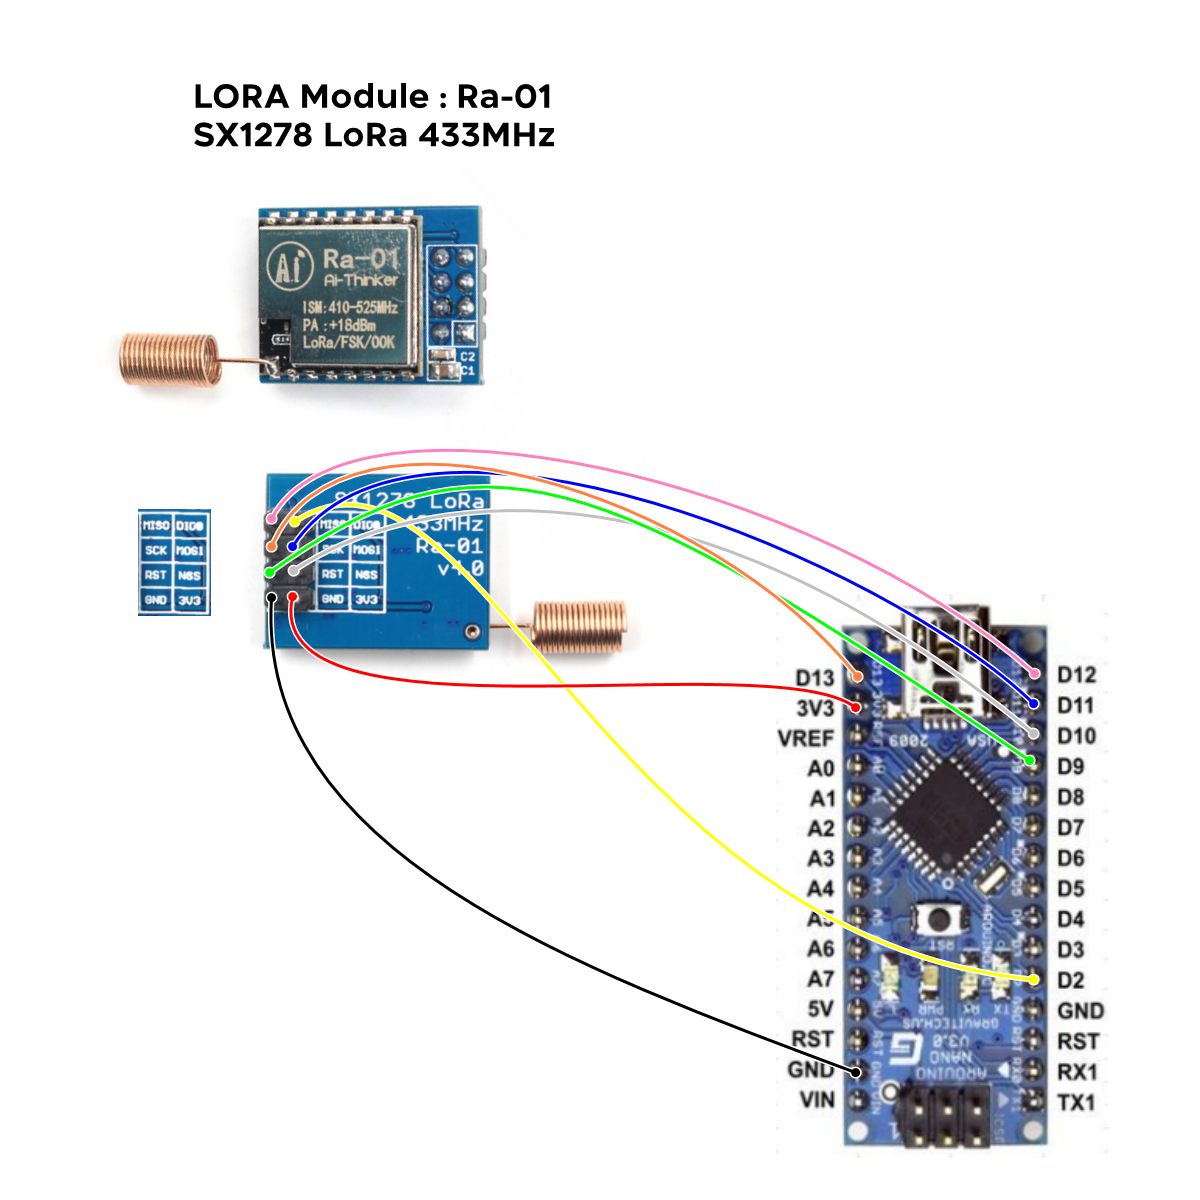 LORA Module : Ra-01
SX1278 LoRa 433MHz
Ai
Ra-01
Ai-Thinker
ISM:410-525MHz
PA :+18dBm
LoRa/FSK/OOK
C2
C1
SX1278 LoRa
433MHz
Ra-01
v4.0
MISO DIO0
SCK MOSI
RST NSS
GND 3V3
MISO DIO0
SCK MOSI
RST NSS
GND 3V3
D13
3V3
VREF
A0
A1
A2
A3
A4
A5
A6
A7
5V
RST
GND
VIN
D12
D11
D10
D9
D8
D7
D6
D5
D4
D3
D2
GND
RST
RX1
TX1
USA
2009
RST
TX
RX
PWR
GRAVITECH.US
ARDUINO
NANO
V3.0